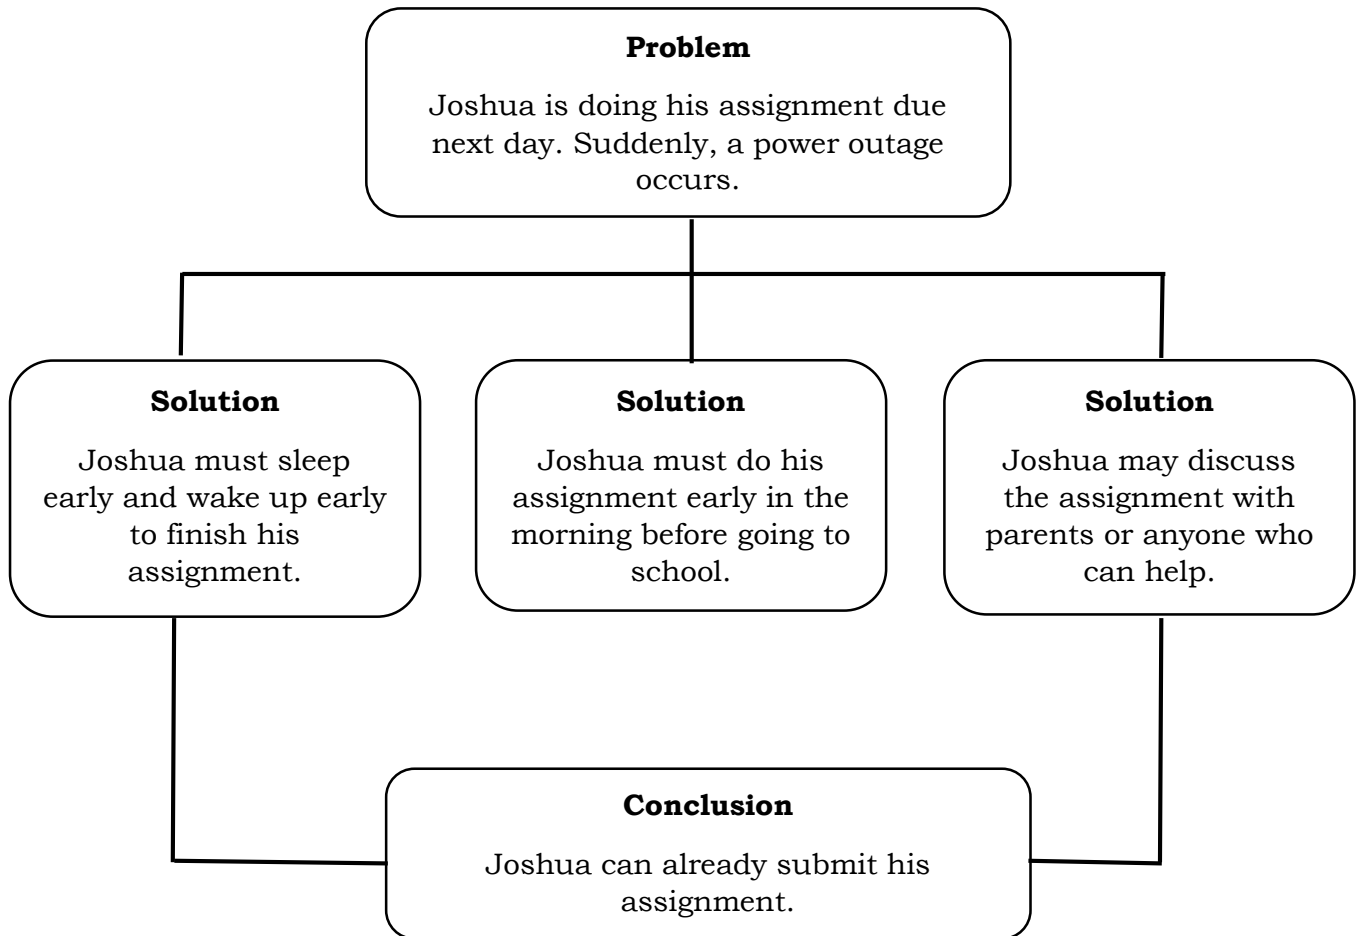 Problem
Joshua is doing his assignment due
next day. Suddenly, a power outage
occurs.
Solution
Joshua must sleep
early and wake up early
to finish his
assignment.
Solution
Joshua must do his
assignment early in the
morning before going to
school.
Solution
Joshua may discuss
the assignment with
parents or anyone who
can help.
Conclusion
Joshua can already submit his
assignment.